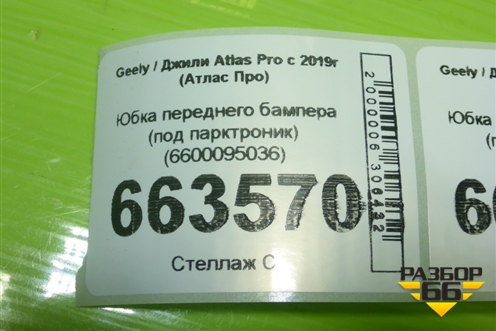 Geely / Джили Atlas Pro с 2019г
(Атлас Про)
Юбка переднего бампера
(под парктроник)
(6600095036)
663570
Стеллаж С
2000006306432
Geely / Д
Юбка
(п
6
РАЗБОР
66